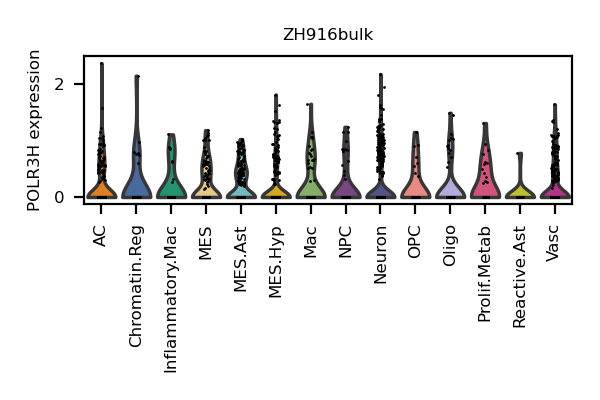 ZH916bulk
POLR3H expression
2
0
AC
Chromatin.Reg
Inflammatory.Mac
MES
MES.Ast
MES.Hyp
Mac
NPC
Neuron
OPC
Oligo
Prolif.Metab
Reactive.Ast
Vasc